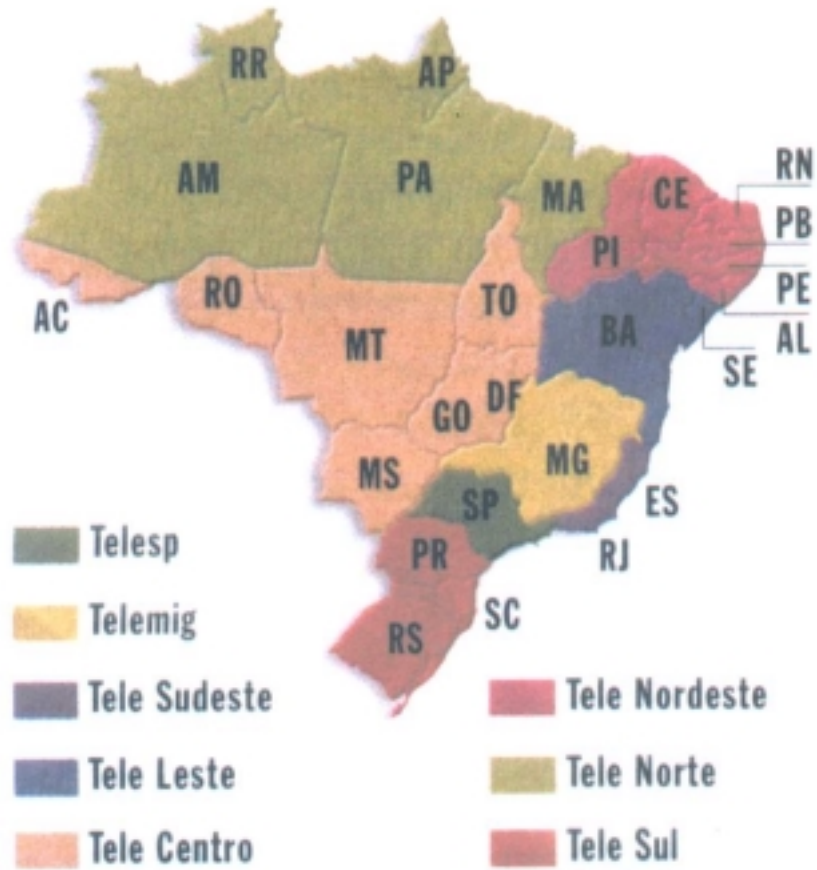 RR
AP
AM
PA
MA
CE
RN
PB
PI
PE
AC
RO
TO
AL
MT
BA
SE
DF
GO
MG
MS
SP
ES
PR
RJ
SC
RS
Telesp
Telemig
Tele Sudeste
Tele Leste
Tele Centro
Tele Nordeste
Tele Norte
Tele Sul